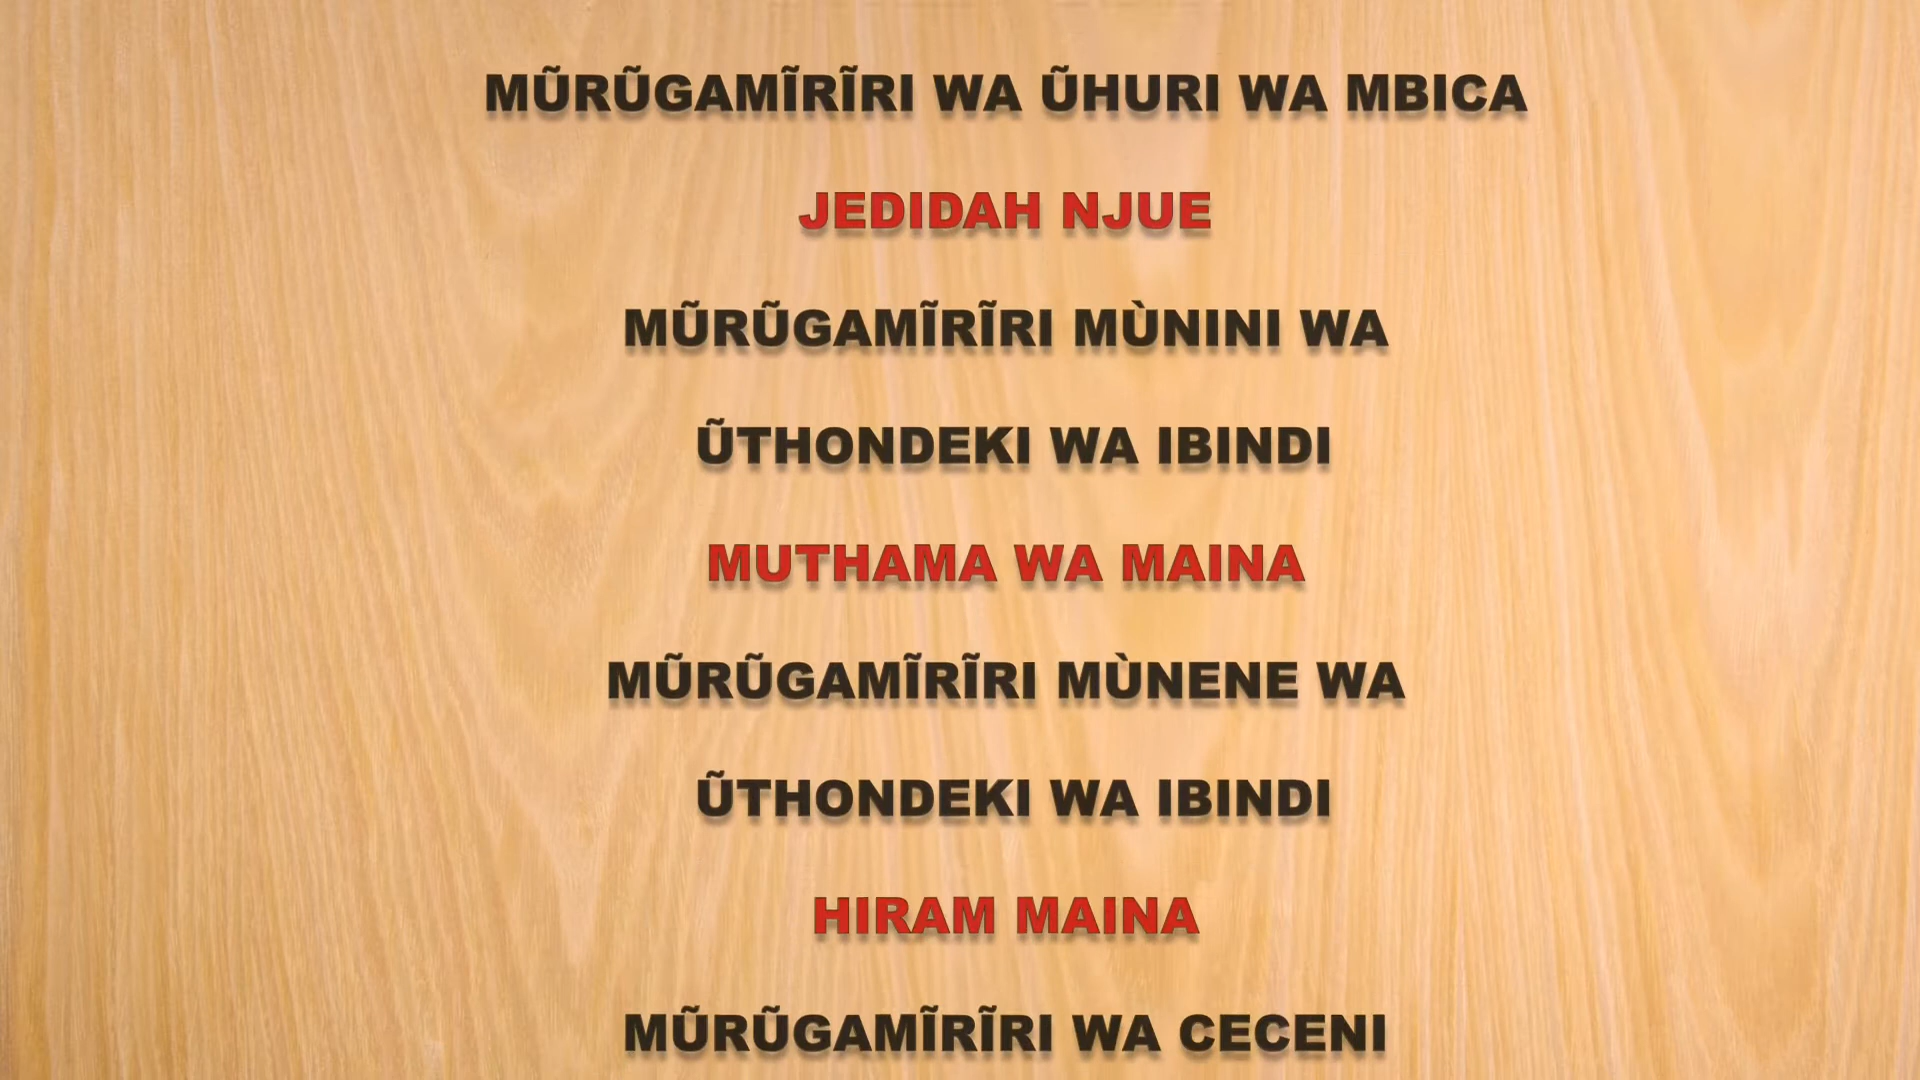 MŨRŨGAMĨRĨRI WA ŨHURI WA MBICA
JEDIDAH NJUE
MŨRŨGAMĨRĨRI MÙNINI WA
ŨTHONDEKI WA IBINDI
MUTHAMA WA MAINA
MŨRŨGAMĨRĨRI MÙNENE WA
ŨTHONDEKI WA IBINDI
HIRAM MAINA
MŨRŨGAMĨRĨRI WA CECENI